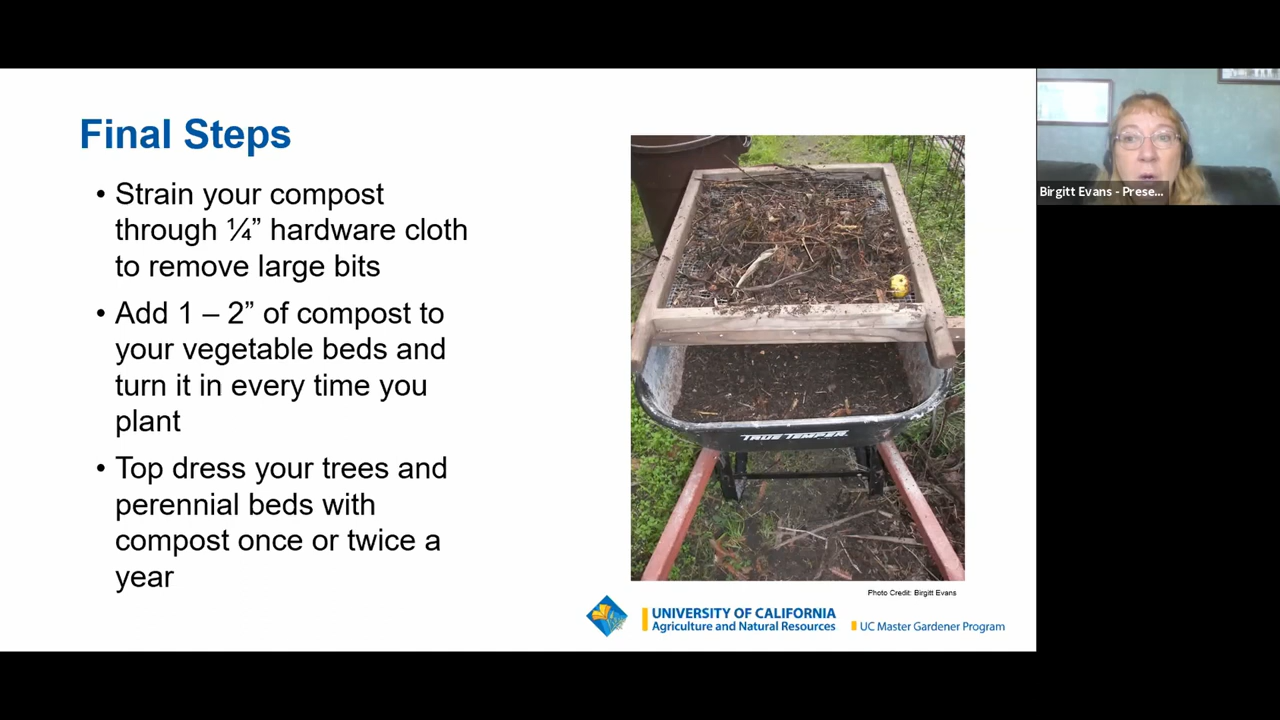 Final Steps
• Strain your compost
through ¼” hardware cloth
to remove large bits
• Add 1 – 2” of compost to
your vegetable beds and
turn it in every time you
plant
• Top dress your trees and
perennial beds with
compost once or twice a
year
TRUE TEMPER
Photo Credit: Birgitt Evans
UNIVERSITY OF CALIFORNIA
Agriculture and Natural Resources
UC Master Gardener Program
Birgitt Evans - Prese...